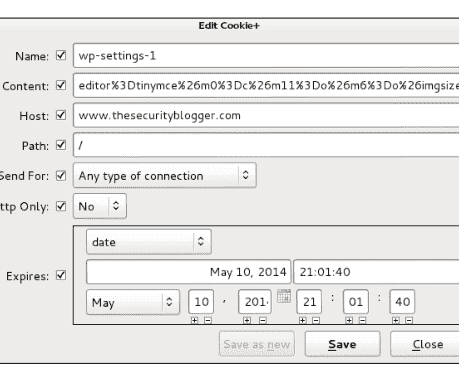 Edit Cookie+
Name: wp-settings-1
Content: editor%3Dtinymce%26m0%3Dc%26m11%3Do%26m6%3Do%26imgsize
Host: www.thesecurityblogger.com
Path: /
Send For: Any type of connection
ttp Only: No
date
Expires:
May 10, 2014 21:01:40
May 10 , 201 21 : 01 : 40
Save as new Save Close